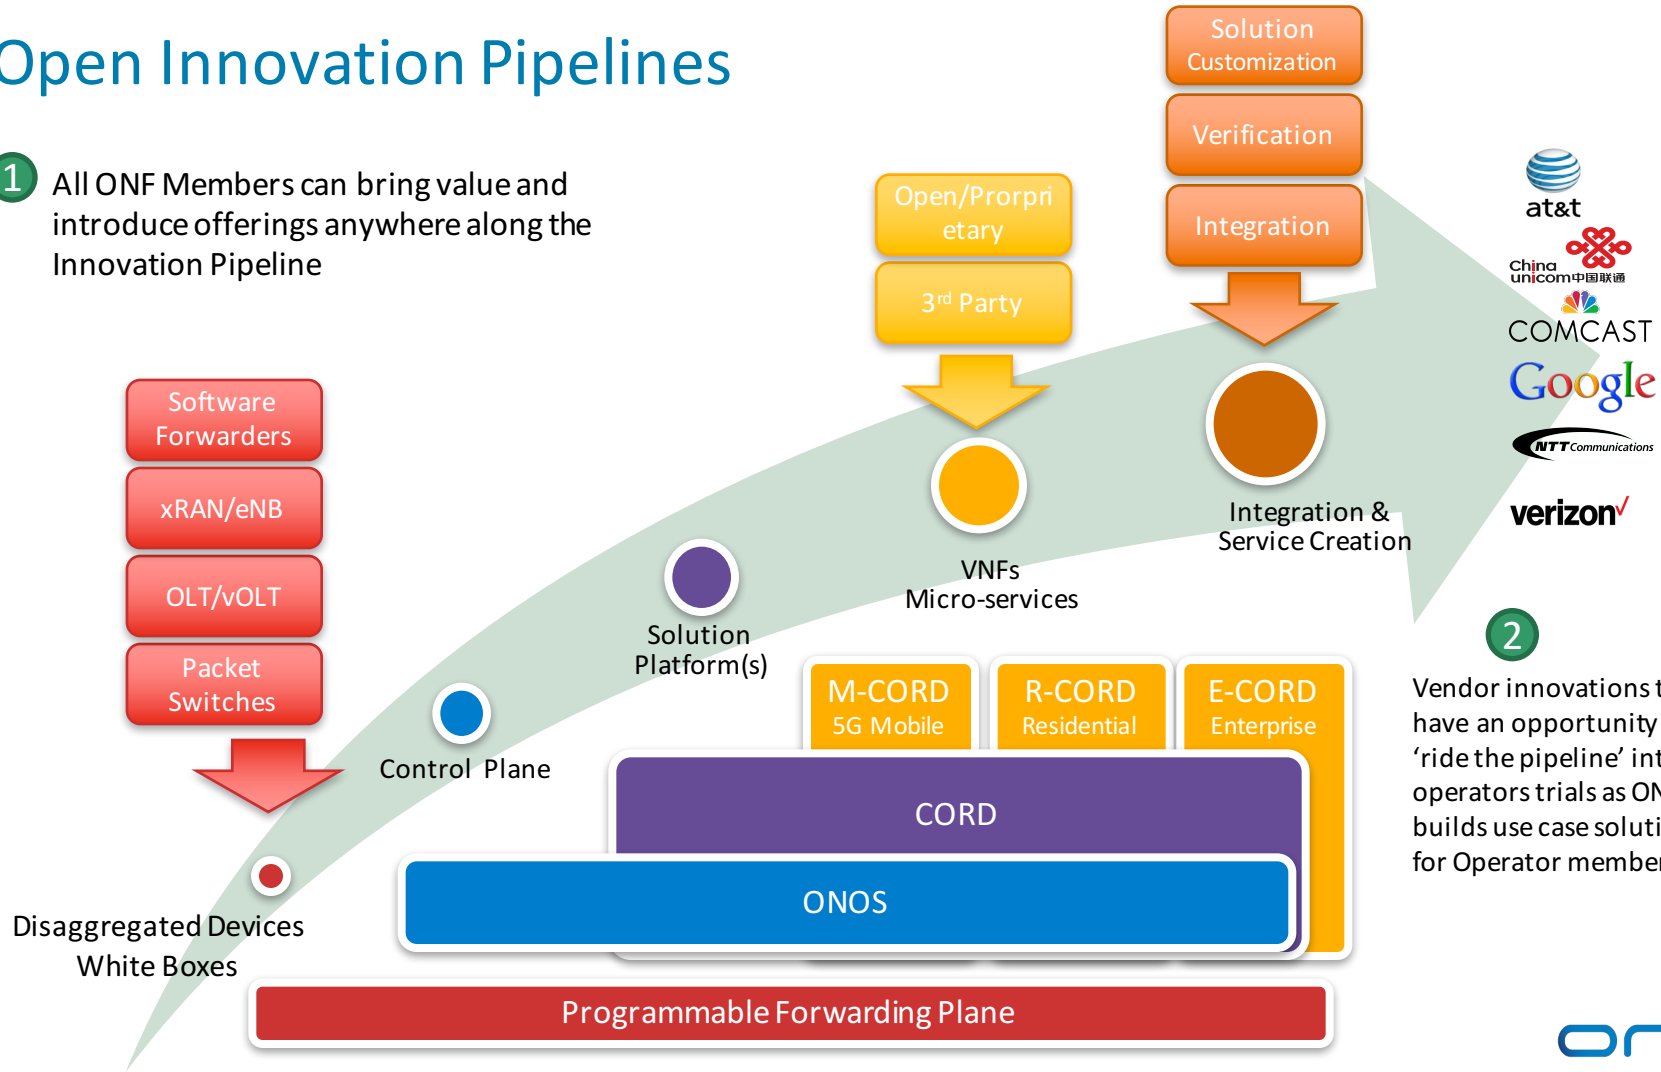 Open Innovation Pipelines
1
All ONF Members can bring value and
introduce offerings anywhere along the
Innovation Pipeline
Software
Forwarders
xRAN/eNB
OLT/vOLT
Packet
Switches
Open/Prorpri
etary
3rd Party
Solution
Customization
Verification
Integration
at&t
China
unicom中国联通
COMCAST
Google
NTT Communications
verizon✓
Disaggregated Devices
White Boxes
Control Plane
Solution
Platform(s)
VNFs
Micro-services
Integration &
Service Creation
M-CORD
5G Mobile
R-CORD
Residential
E-CORD
Enterprise
CORD
ONOS
Programmable Forwarding Plane
2
Vendor innovations
have an opportunity
‘ride the pipeline’
operators trials as
builds use case
for Operator